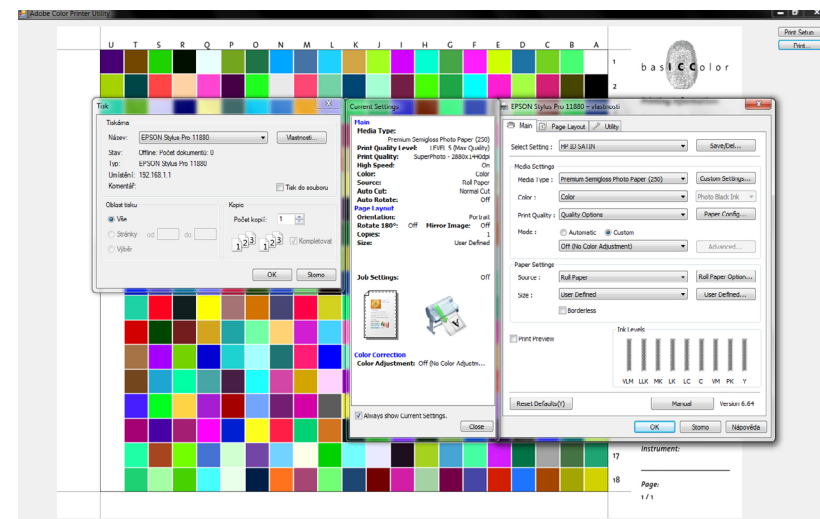 Adobe Color Printer Utility
Print Setup
Print...
U T S R Q P O N M L K J I H G F E D C B A
1
2
basICColor
Tisk
Tiskárna
Název: EPSON Stylus Pro 11880 Vlastnosti...
Stav: Offline: Počet dokumentů: 0
Typ: EPSON Stylus Pro 11880
Umístění: 192.168.1.1
Komentář: Tisk do souboru
Oblast tisku
Vše
Stránky od do
Výběr
Kopie
Počet kopií: 1
1 2 3 1 2 3 Kompletovat
OK Storno
Current Settings
Main
Media Type:
Premium Semigloss Photo Paper (250)
Print Quality Level: LEVEL 5 (Max Quality)
Print Quality: SuperPhoto - 2880x1440dpi
High Speed: On
Color: Color
Source: Roll Paper
Auto Cut: Normal Cut
Auto Rotate: Off
Page Layout
Orientation: Portrait
Rotate 180°: Off Mirror Image: Off
Copies: 1
Size: User Defined
Job Settings: Off
Color Correction
Color Adjustment: Off (No Color Adjustm...
Always show Current Settings.
Close
EPSON Stylus Pro 11880 – vlastnosti
Main Page Layout Utility
Select Setting : HP ID SATIN Save/Del...
Media Settings
Media Type : Premium Semigloss Photo Paper (250) Custom Settings...
Color : Color Photo Black Ink
Print Quality : Quality Options Paper Config...
Mode : Automatic Custom
Off (No Color Adjustment) Advanced...
Paper Settings
Source : Roll Paper Roll Paper Option...
Size : User Defined User Defined...
Borderless
Print Preview
Ink Levels
VLM LLK MK LK LC C VM PK Y
Reset Defaults(Y) Manual Version 6.64
OK Storno Nápověda
17
Instrument:
18
Page:
1 / 1